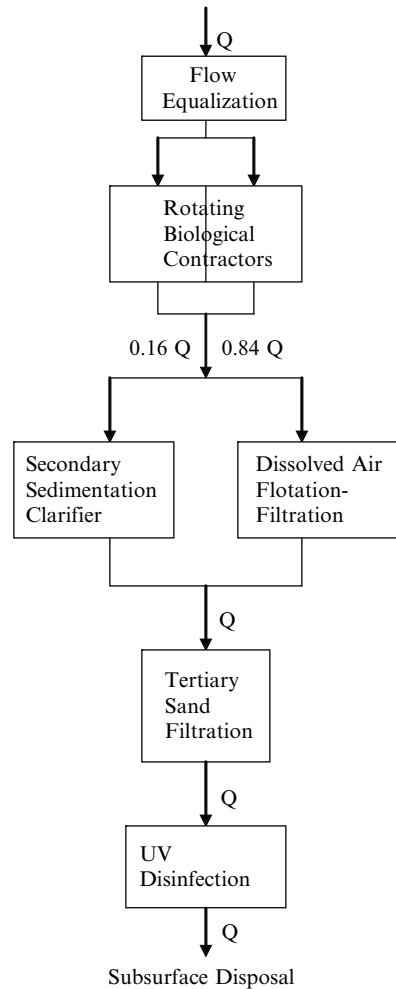 Q
Flow
Equalization
Rotating
Biological
Contractors
0.16 Q 0.84 Q
Secondary
Sedimentation
Clarifier
Dissolved Air
Flotation-
Filtration
Q
Tertiary
Sand
Filtration
Q
UV
Disinfection
Q
Subsurface Disposal